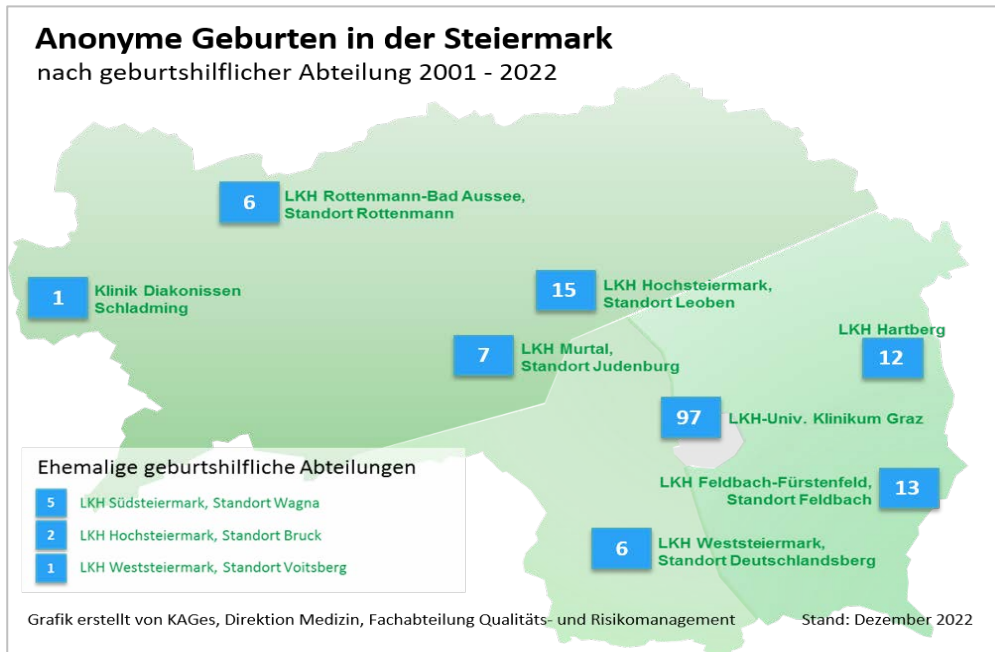 Anonyme Geburten in der Steiermark
nach geburtshilflicher Abteilung 2001 - 2022
6
LKH Rottenmann-Bad Aussee,
Standort Rottenmann
1
Klinik Diakonissen
Schladming
15
LKH Hochsteiermark,
Standort Leoben
7
LKH Murtal,
Standort Judenburg
LKH Hartberg
12
97
LKH-Univ. Klinikum Graz
LKH Feldbach-Fürstenfeld,
Standort Feldbach
13
6
LKH Weststeiermark,
Standort Deutschlandsberg
Ehemalige geburtshilfliche Abteilungen
5 LKH Südsteiermark, Standort Wagna
2 LKH Hochsteiermark, Standort Bruck
1 LKH Weststeiermark, Standort Voitsberg
Grafik erstellt von KAGes, Direktion Medizin, Fachabteilung Qualitäts- und Risikomanagement Stand: Dezember 2022